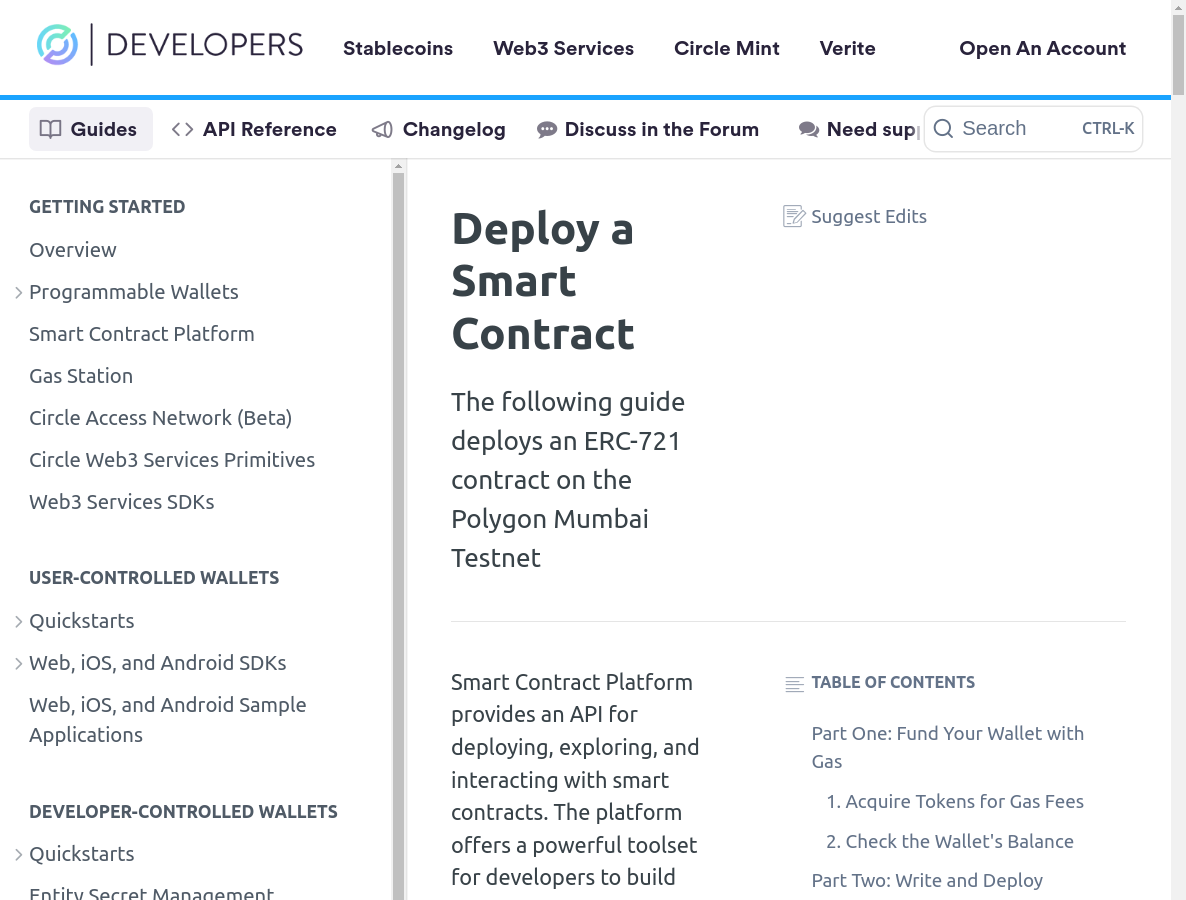 DEVELOPERS
Stablecoins
Web3 Services
Circle Mint
Verite
Open An Account
Guides
API Reference
Changelog
Discuss in the Forum
Need sup
Search
CTRL-K
GETTING STARTED
Overview
Programmable Wallets
Smart Contract Platform
Gas Station
Circle Access Network (Beta)
Circle Web3 Services Primitives
Web3 Services SDKs
USER-CONTROLLED WALLETS
Quickstarts
Web, iOS, and Android SDKs
Web, iOS, and Android Sample
Applications
DEVELOPER-CONTROLLED WALLETS
Quickstarts
Entity Secret Management
Deploy a
Smart
Contract
Suggest Edits
The following guide
deploys an ERC-721
contract on the
Polygon Mumbai
Testnet
Smart Contract Platform
provides an API for
deploying, exploring, and
interacting with smart
contracts. The platform
offers a powerful toolset
for developers to build
TABLE OF CONTENTS
Part One: Fund Your Wallet with
Gas
1. Acquire Tokens for Gas Fees
2. Check the Wallet's Balance
Part Two: Write and Deploy